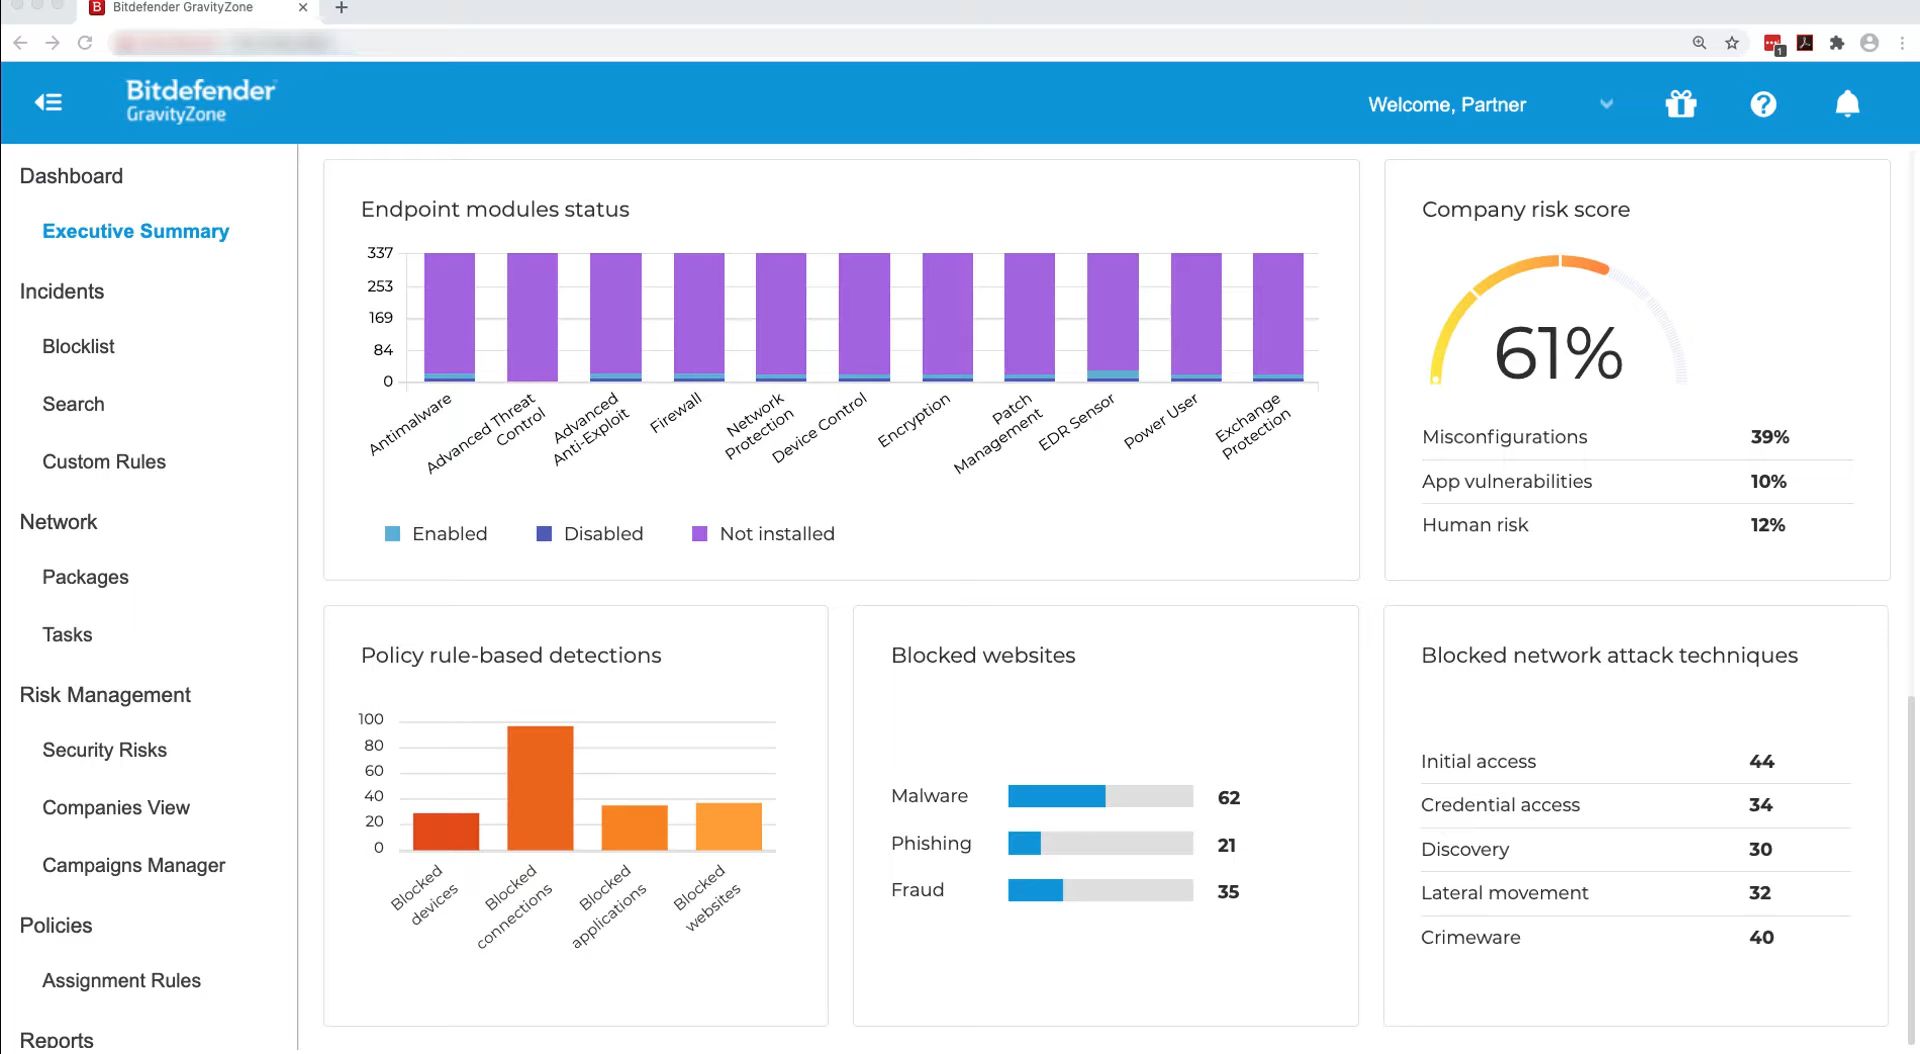 Bitdefender GravityZone
1
Bitdefender
GravityZone
Welcome, Partner
Dashboard
Executive Summary
Incidents
Blocklist
Search
Custom Rules
Network
Packages
Tasks
Risk Management
Security Risks
Companies View
Campaigns Manager
Policies
Assignment Rules
Reports
Endpoint modules status
337
253
169
84
0
Antimalware
Advanced Threat
Control
Advanced
Anti-Exploit
Firewall
Network
Protection
Device Control
Encryption
Patch
Management
EDR Sensor
Power User
Exchange
Protection
Enabled
Disabled
Not installed
Company risk score
61%
Misconfigurations 39%
App vulnerabilities 10%
Human risk 12%
Policy rule-based detections
100
80
60
40
20
0
Blocked
devices
Blocked
connections
Blocked
applications
Blocked
websites
Blocked websites
Malware 62
Phishing 21
Fraud 35
Blocked network attack techniques
Initial access 44
Credential access 34
Discovery 30
Lateral movement 32
Crimeware 40